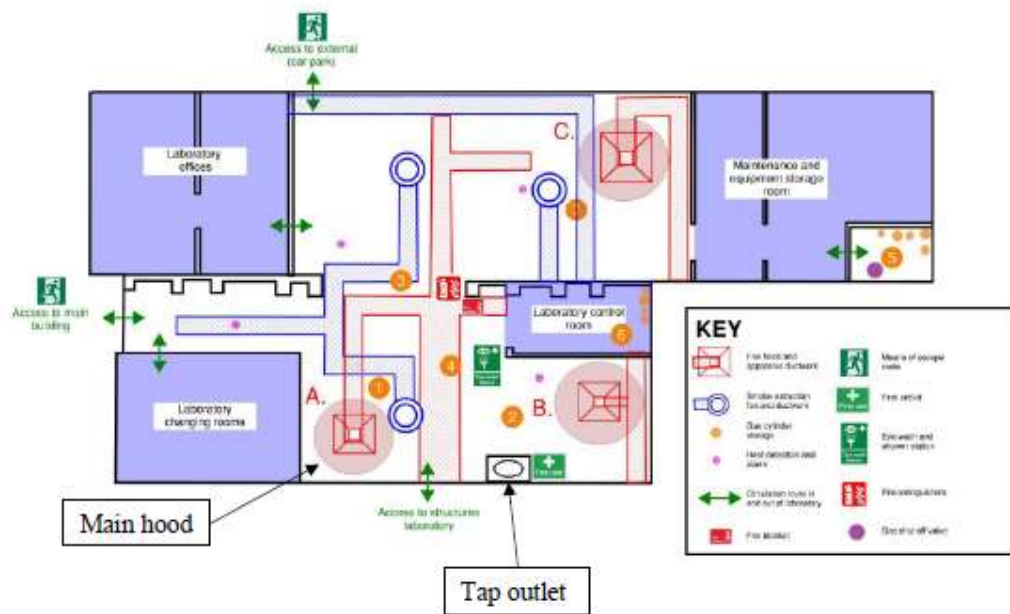 Access to external
(car park)
C.
Laboratory
offices
Maintenance and
equipment storage
room
5
3
Access to main
building
Laboratory control
room
6
KEY
Fire hood and
apparatus ductwork
Means of escape
route
4
1
A.
Smoke extraction
fans and ductwork
First aid kit
Laboratory
changing rooms
2
B.
Gas cylinder
storage
Eye wash and
shower station
Heat detection and
alarm
Circulation route in
and out of laboratory
Fire extinguishers
Main hood
Access to structures
laboratory
Fire blanket
Gas shut off valve
Tap outlet